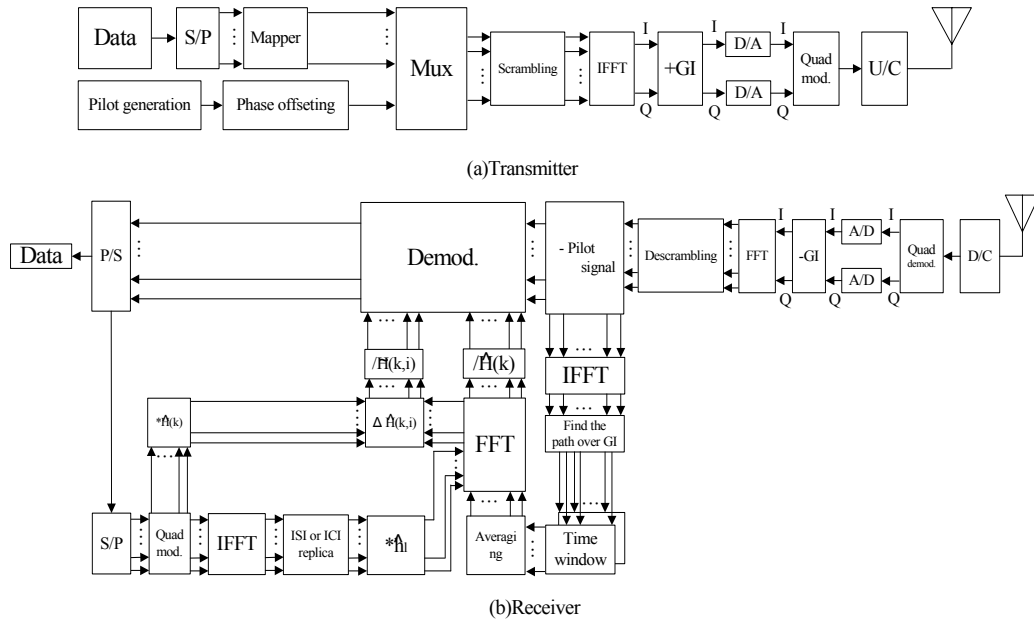 Data
S/P
Mapper
Pilot generation
Phase offseting
Mux
Scrambling
IFFT
I
Q
+GI
I
Q
D/A
D/A
I
Q
Quad
mod.
U/C
(a)Transmitter
Data
P/S
Demod.
- Pilot
signal
Descrambling
FFT
I
Q
-GI
I
Q
A/D
A/D
I
Q
Quad
demod.
D/C
/H̃(k,i)
/Ĥ(k)
IFFT
*Ĥ(k)
Δ Ĥ(k,i)
FFT
Find the
path over GI
S/P
Quad
mod.
IFFT
ISI or ICI
replica
*ĥl
Averagi
ng
Time
window
(b)Receiver